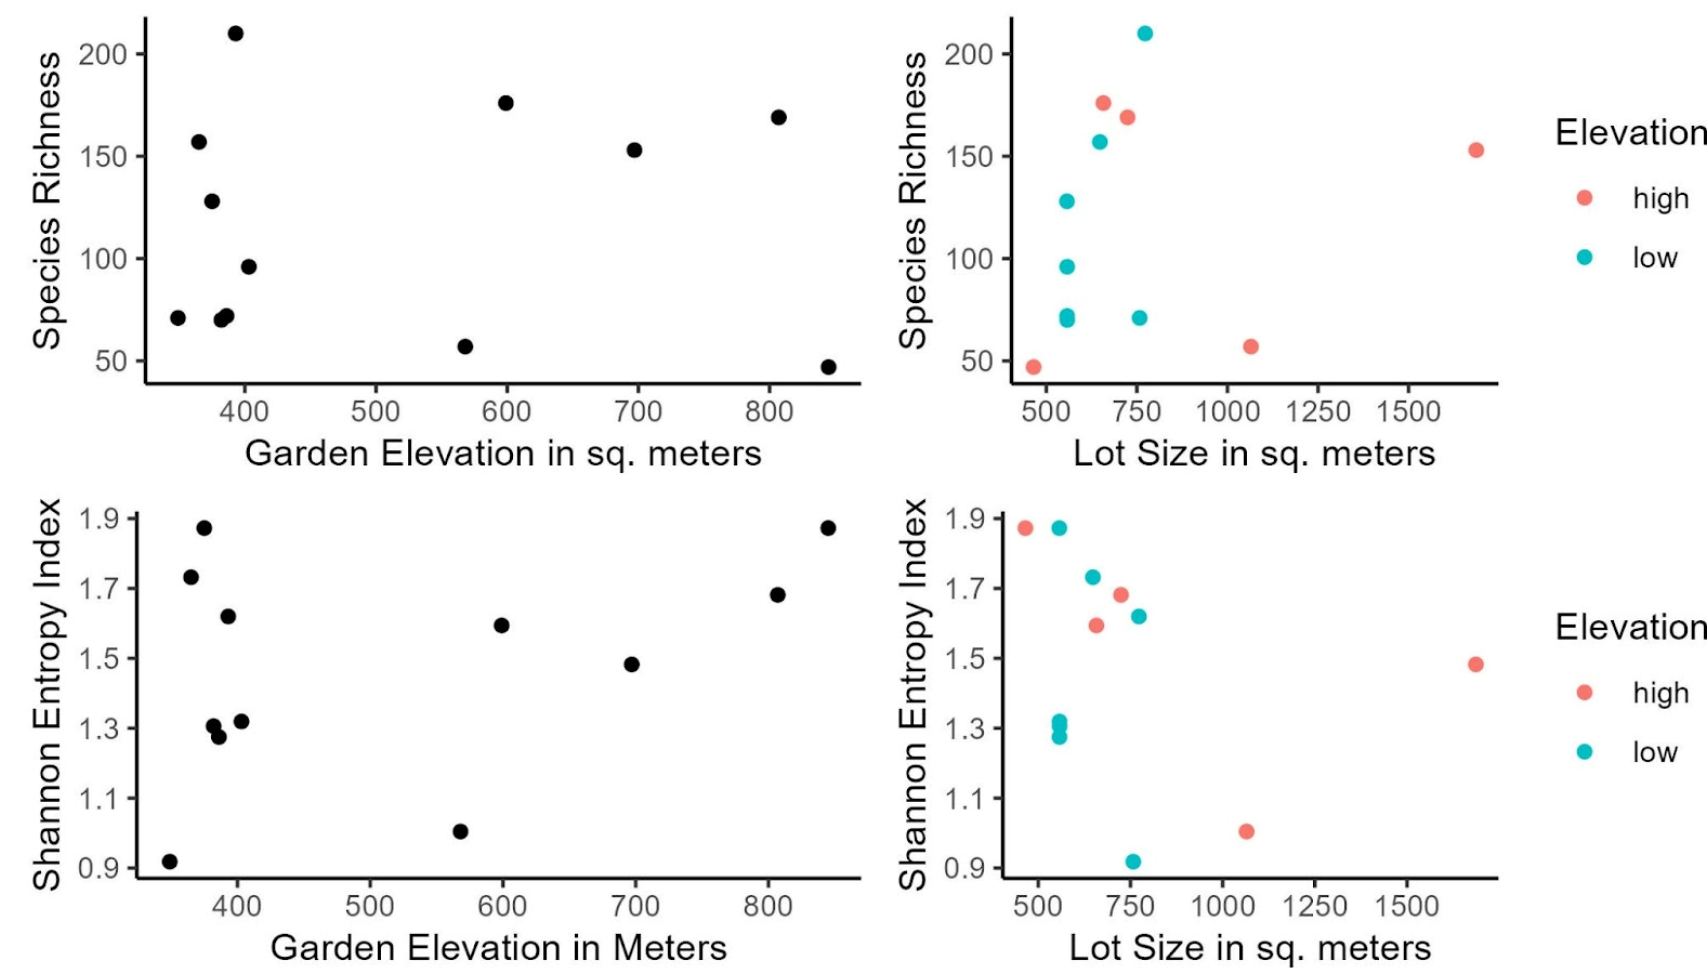 Species Richness
200
150
100
50
400 500 600 700 800
Garden Elevation in sq. meters
Species Richness
200
150
100
50
500 750 1000 1250 1500
Lot Size in sq. meters
Elevation
high
low
Shannon Entropy Index
1.9
1.7
1.5
1.3
1.1
0.9
400 500 600 700 800
Garden Elevation in Meters
Shannon Entropy Index
1.9
1.7
1.5
1.3
1.1
0.9
500 750 1000 1250 1500
Lot Size in sq. meters
Elevation
high
low